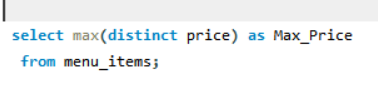 select max(distinct price) as Max_Price
from menu_items;